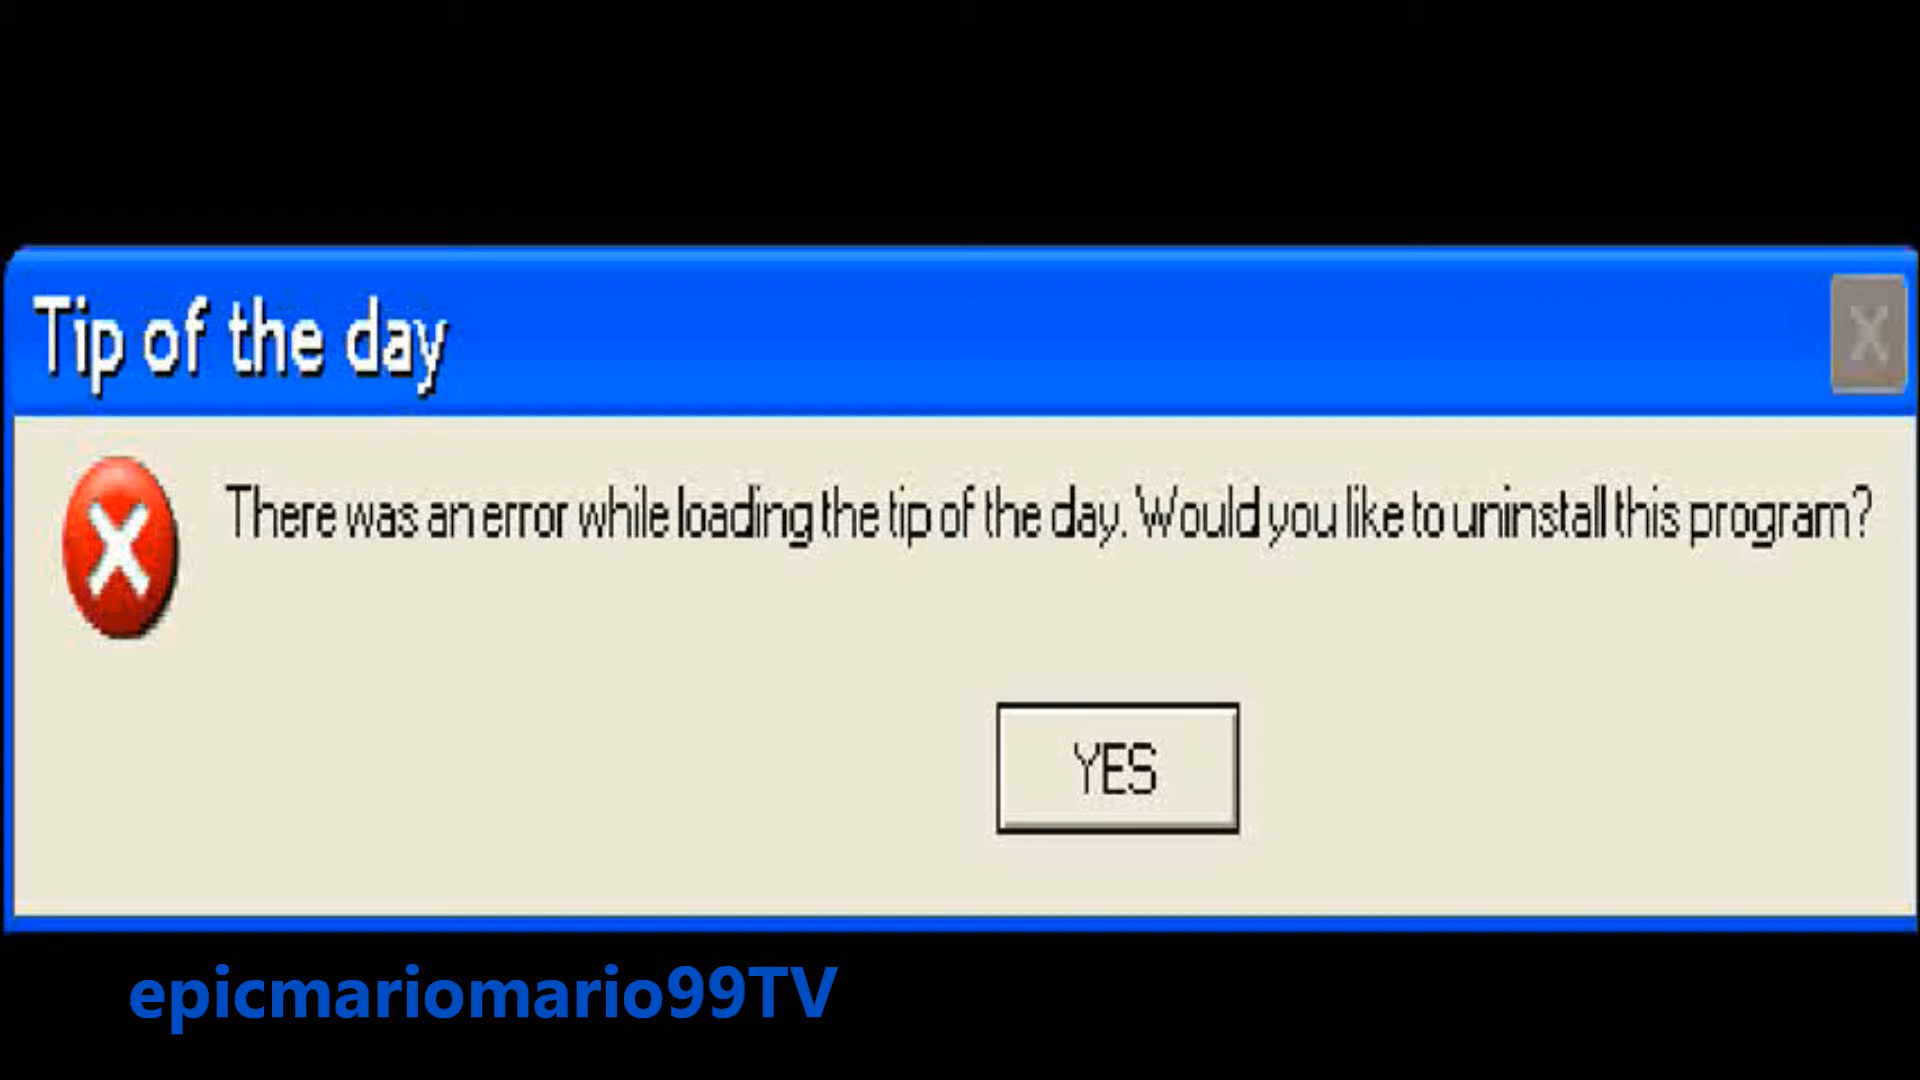 Tip of the day
There was an error while loading the tip of the day. Would you like to uninstall this program?
YES
epicmariomario99TV